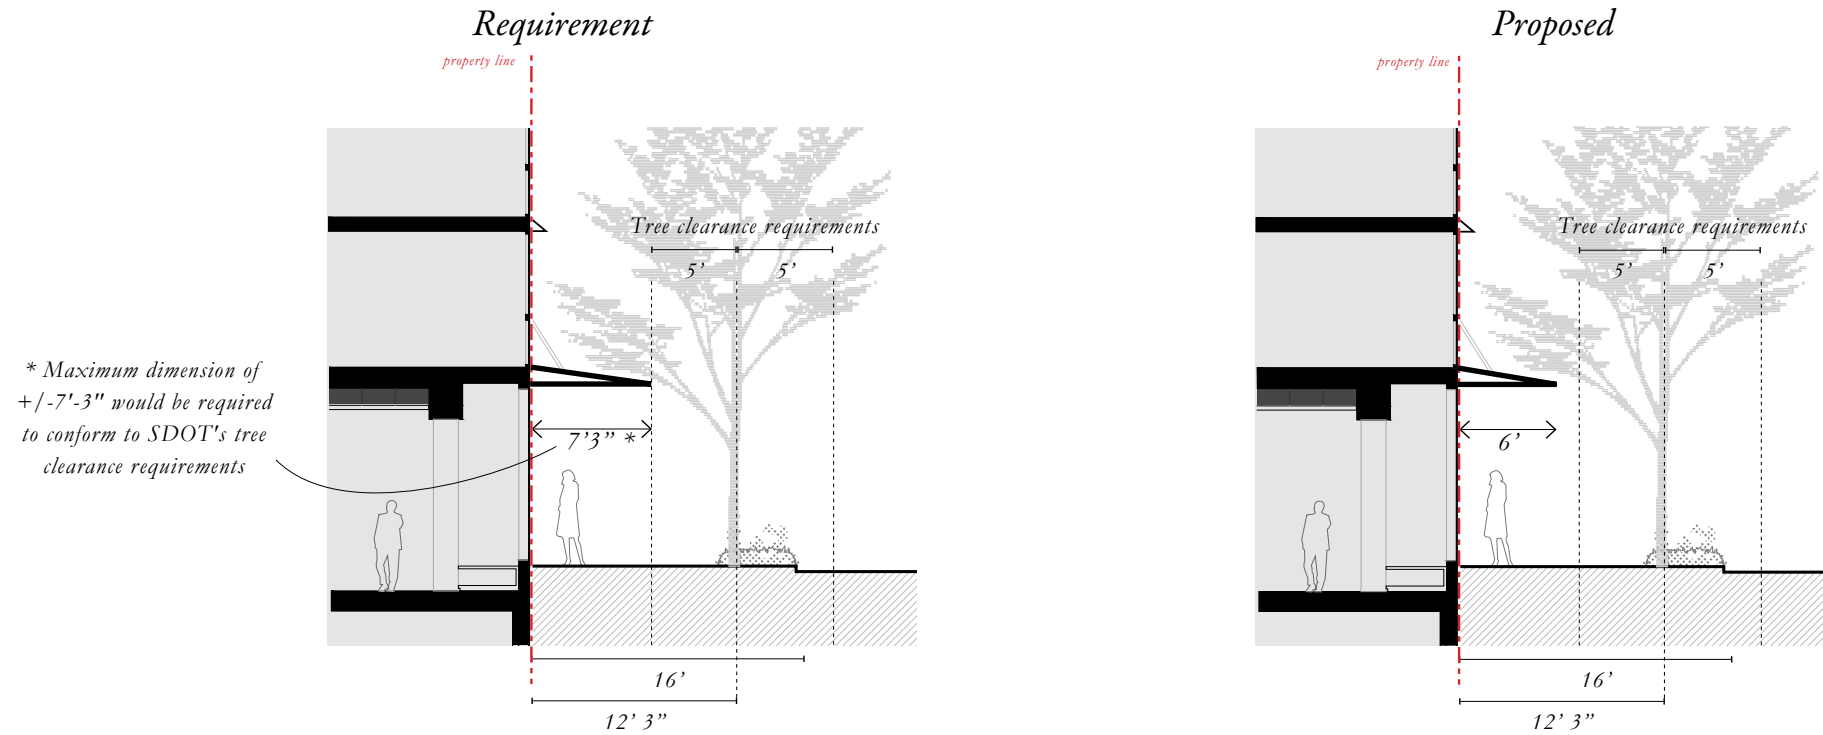 Requirement
property line
Tree clearance requirements
5’
5’
* Maximum dimension of
+/-7'-3" would be required
to conform to SDOT's tree
clearance requirements
7’3” *
16’
12’ 3”
Proposed
property line
Tree clearance requirements
5’
5’
6’
16’
12’ 3”